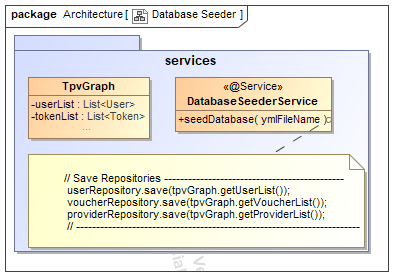 package Architecture [ Database Seeder ]
services
TpvGraph
-userList : List<User>
-tokenList : List<Token>
...
«@Service»
DatabaseSeederService
+seedDatabase( ymlFileName )
// Save Repositories ------------------------------------------------
userRepository.save(tpvGraph.getUserList());
voucherRepository.save(tpvGraph.getVoucherList());
providerRepository.save(tpvGraph.getProviderList());
// ---------------------------------------------------------------------------